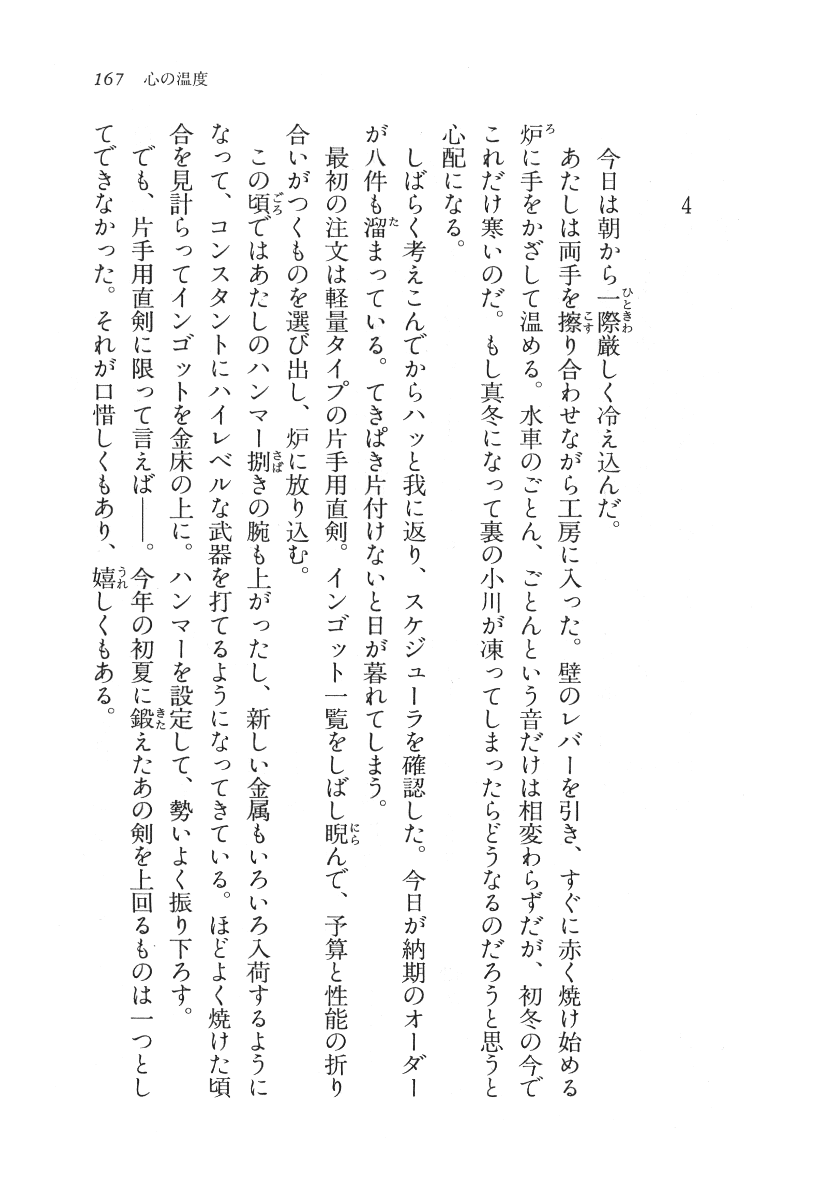 167 心の温度
4
今日は朝から一際厳しく冷え込んだ。
あたしは両手を擦り合わせながら工房に入った。壁のレバーを引き、すぐに赤く焼け始める
炉に手をかざして温める。水車のごとん、ごとんという音だけは相変わらずだが、初冬の今で
これだけ寒いのだ。もし真冬になって裏の小川が凍ってしまったらどうなるのだろうと思うと
心配になる。
しばらく考えこんでからハッと我に返り、スケジューラを確認した。今日が納期のオーダー
が八件も溜まっている。てきぱき片付けないと日が暮れてしまう。
最初の注文は軽量タイプの片手用直剣。インゴット一覧をしばし睨んで、予算と性能の折り
合いがつくものを選び出し、炉に放り込む。
この頃ではあたしのハンマー捌きの腕も上がったし、新しい金属もいろいろ入荷するように
なって、コンスタントにハイレベルな武器を打てるようになってきている。ほどよく焼けた頃
合を見計らってインゴットを金床の上に。ハンマーを設定して、勢いよく振り下ろす。
でも、片手用直剣に限って言えば――。今年の初夏に鍛えたあの剣を上回るものは一つとし
てできなかった。それが口惜しくもあり、嬉しくもある。